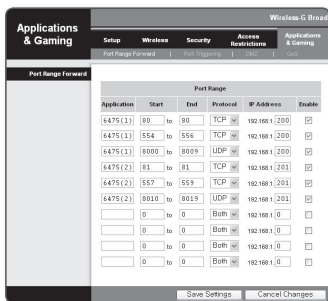 Wireless-G Broad
Applications & Gaming
Setup Wireless Security Access Restrictions Applications & Gaming
Port Range Forward | Port Triggering | DMZ | QoS
Port Range Forward
Port Range
Application Start End Protocol IP Address Enable
6475(1) 80 to 80 TCP 192.168.1.200
6475(1) 554 to 556 TCP 192.168.1.200
6475(1) 8000 to 8009 UDP 192.168.1.200
6475(2) 81 to 81 TCP 192.168.1.201
6475(2) 557 to 559 TCP 192.168.1.201
6475(2) 8010 to 8019 UDP 192.168.1.201
0 to 0 Both 192.168.1.0
0 to 0 Both 192.168.1.0
0 to 0 Both 192.168.1.0
0 to 0 Both 192.168.1.0
Save Settings Cancel Changes